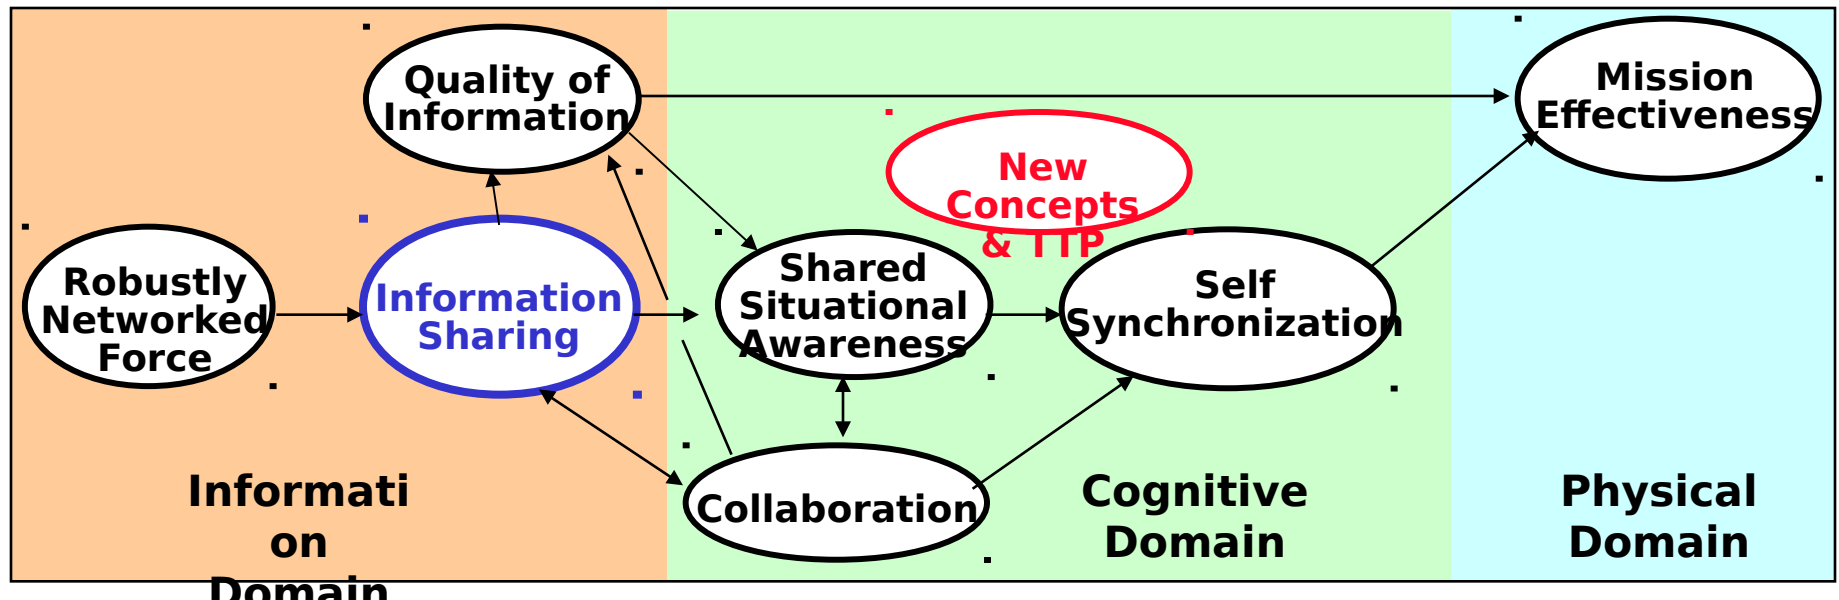 Quality of
Information
Mission
Effectiveness
New
Concepts
& TTP
Robustly
Networked
Force
Information
Sharing
Shared
Situational
Awareness
Self
Synchronization
Collaboration
Informati
on
Domain
Cognitive
Domain
Physical
Domain